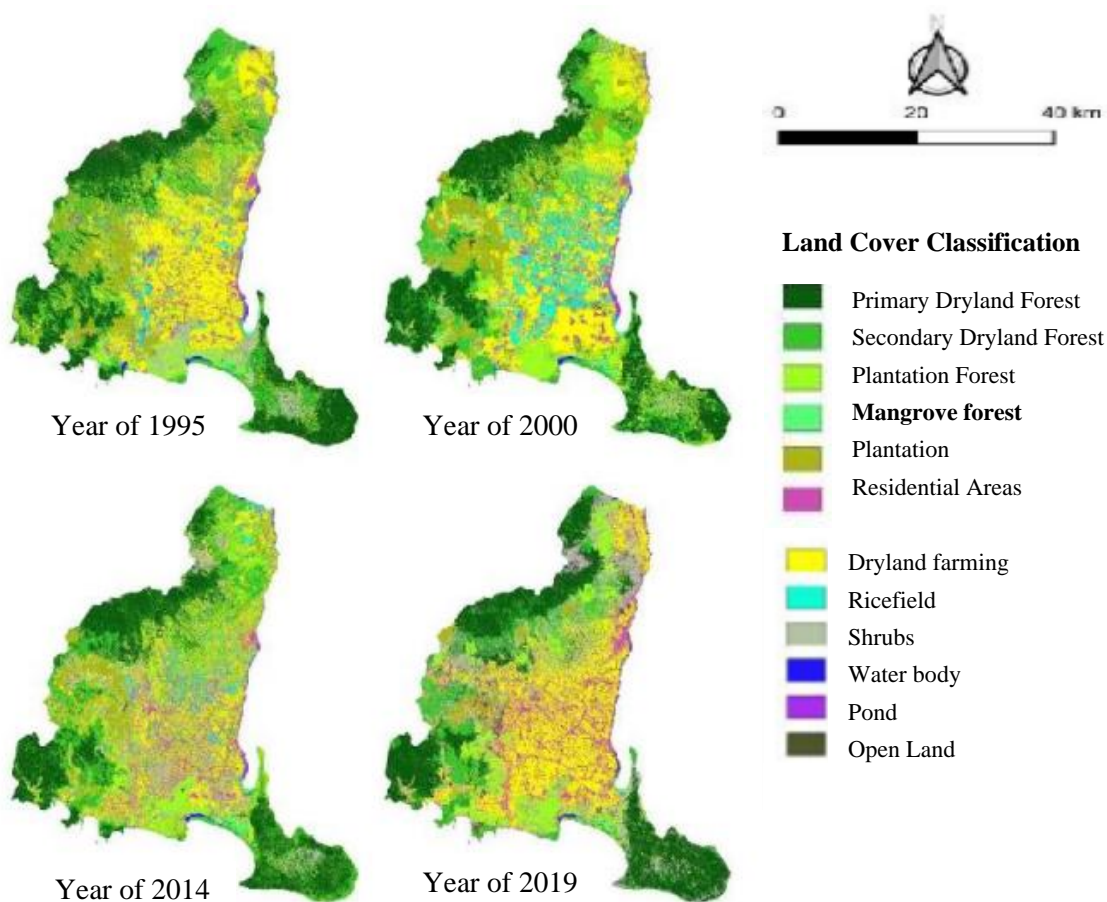 N
0 20 40 km
Land Cover Classification
Primary Dryland Forest
Secondary Dryland Forest
Plantation Forest
Mangrove forest
Plantation
Residential Areas
Dryland farming
Ricefield
Shrubs
Water body
Pond
Open Land
Year of 1995
Year of 2000
Year of 2014
Year of 2019